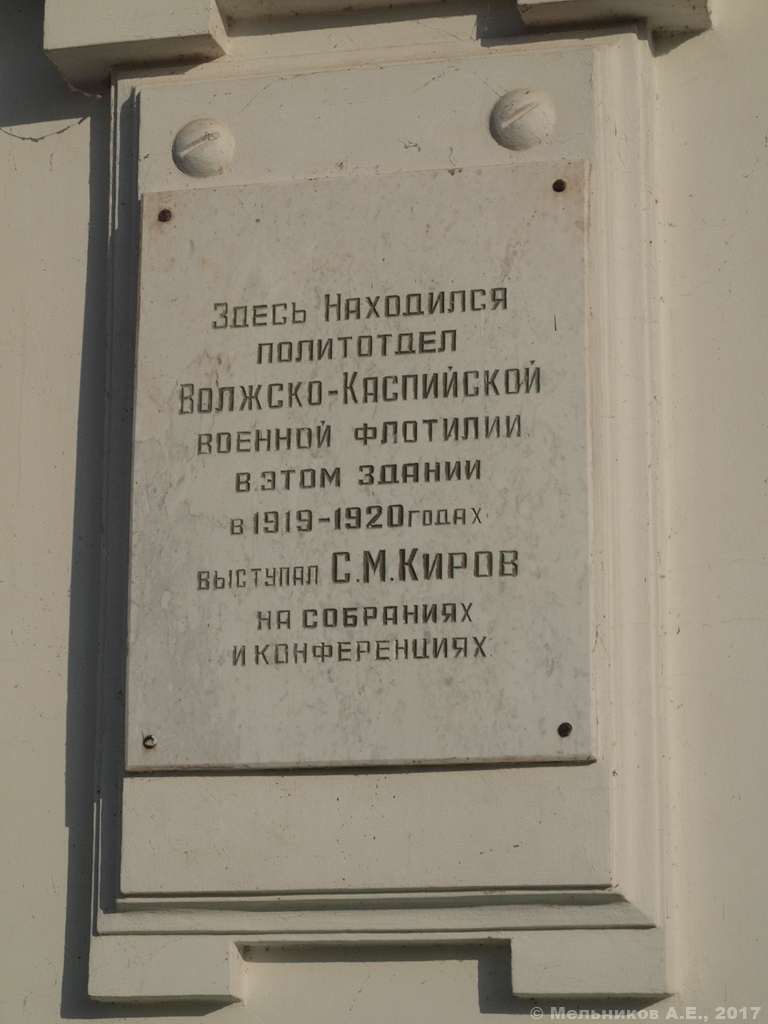 Здесь Находился
политотдел
Волжско-Каспийской
военной флотилии
в этом здании
в 1919-1920 годах
выступал С.М.Киров
на собраниях
и конференциях.
© Мельников А.Е., 2017